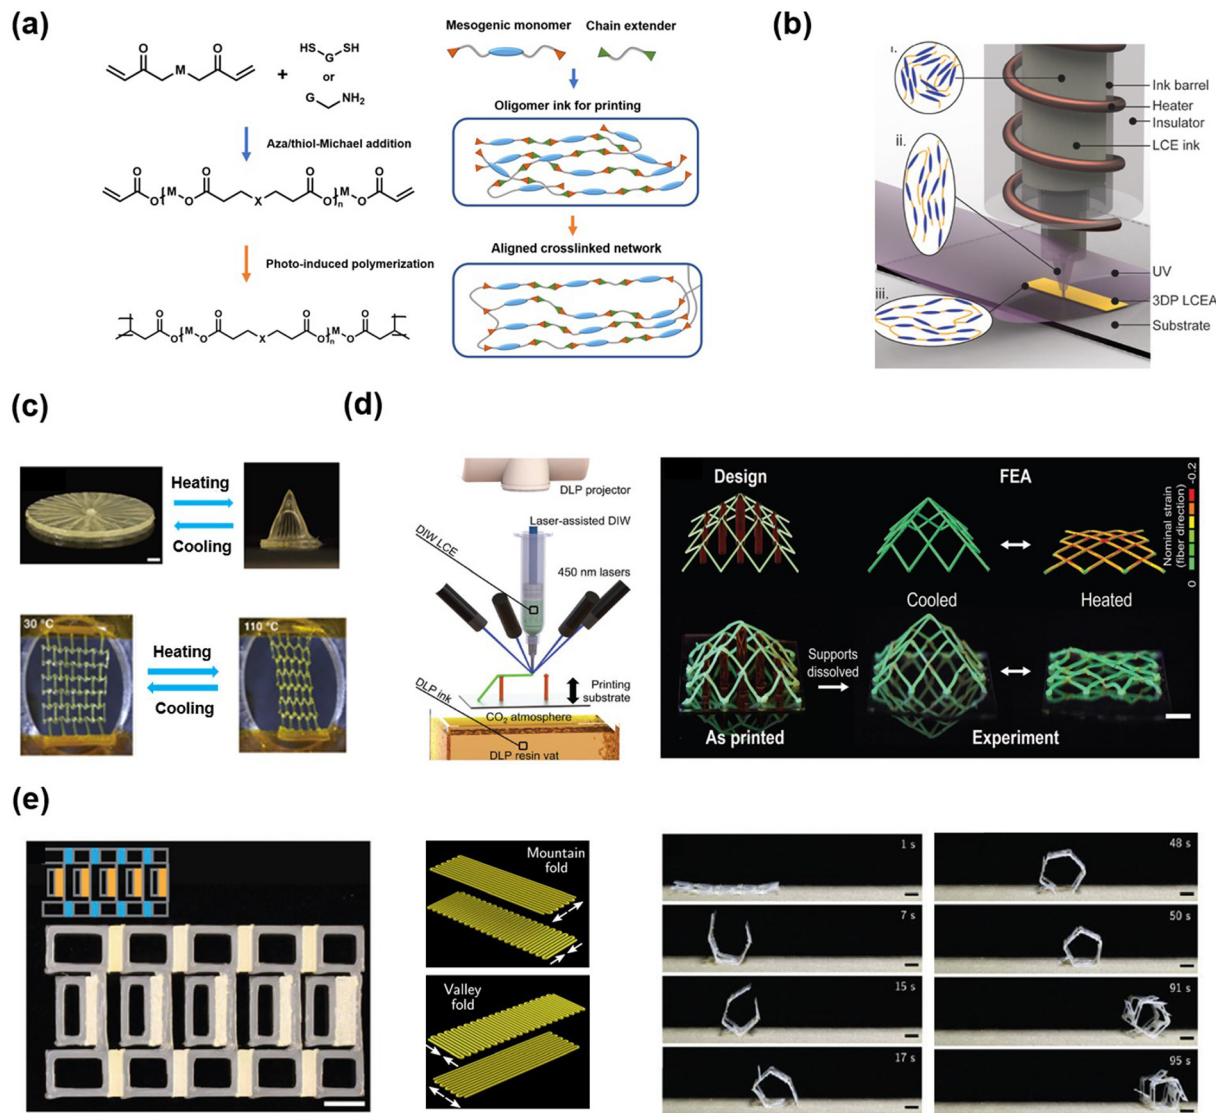 (a)
Mesogenic monomer
Chain extender
O
O
M
+
HS
SH
G
or
G
NH2
Oligomer ink for printing
Aza/thiol-Michael addition
O
O
O
O
O
M
O
X
O
n
M
O
Aligned crosslinked network
Photo-induced polymerization
O
O
O
O
O
M
O
X
O
n
M
O
(b)
i.
ii.
iii.
Ink barrel
Heater
Insulator
LCE ink
UV
3DP LCEA
Substrate
(c)
Heating
Cooling
30 °C
Heating
Cooling
110 °C
(d)
DLP projector
Laser-assisted DIW
DIW LCE
450 nm lasers
Printing
substrate
DLP ink
CO2 atmosphere
DLP resin vat
Design
FEA
-0.2
Nominal strain
(fiber direction)
0
Cooled
Heated
Supports
dissolved
As printed
Experiment
(e)
Mountain
fold
Valley
fold
1 s
7 s
15 s
17 s
48 s
50 s
91 s
95 s